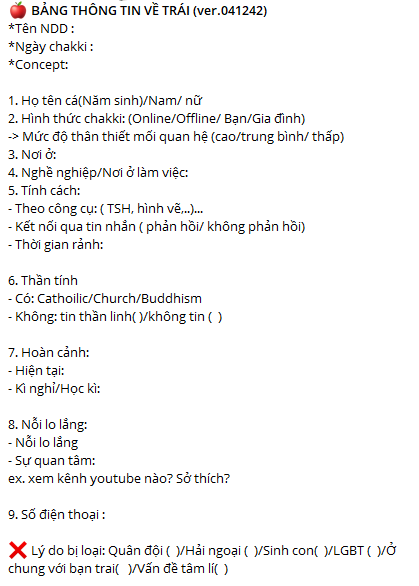 🍎 BẢNG THÔNG TIN VỀ TRÁI (ver.041242)
*Tên NDD :
*Ngày chakki :
*Concept:
1. Họ tên cá(Năm sinh)/Nam/ nữ
2. Hình thức chakki: (Online/Offline/ Bạn/Gia đình)
-> Mức độ thân thiết mối quan hệ (cao/trung bình/ thấp)
3. Nơi ở:
4. Nghề nghiệp/Nơi ở làm việc:
5. Tính cách:
- Theo công cụ: ( TSH, hình vẽ,..)...
- Kết nối qua tin nhắn ( phản hồi/ không phản hồi)
- Thời gian rảnh:
6. Thần tính
- Có: Cathoilic/Church/Buddhism
- Không: tin thần linh( )/không tin ( )
7. Hoàn cảnh:
- Hiện tại:
- Kì nghỉ/Học kì:
8. Nỗi lo lắng:
- Nỗi lo lắng
- Sự quan tâm:
ex. xem kênh youtube nào? Sở thích?
9. Số điện thoại :
❌ Lý do bị loại: Quân đội ( )/Hải ngoại ( )/Sinh con( )/LGBT ( )/Ở
chung với bạn trai( )/Vấn đề tâm lí( )